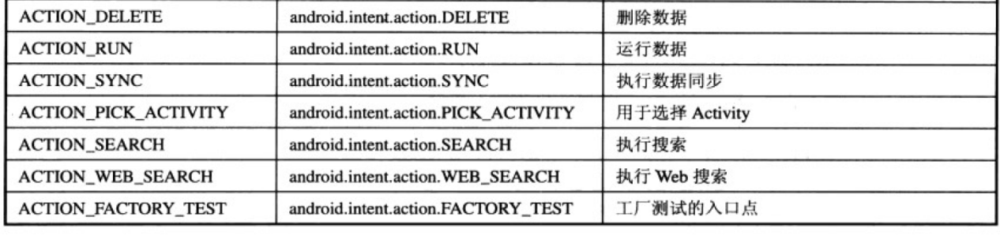 ACTION_DELETE android.intent.action.DELETE 删除数据
ACTION_RUN android.intent.action.RUN 运行数据
ACTION_SYNC android.intent.action.SYNC 执行数据同步
ACTION_PICK_ACTIVITY android.intent.action.PICK_ACTIVITY 用于选择 Activity
ACTION_SEARCH android.intent.action.SEARCH 执行搜索
ACTION_WEB_SEARCH android.intent.action.WEB_SEARCH 执行 Web 搜索
ACTION_FACTORY_TEST android.intent.action.FACTORY_TEST 工厂测试的入口点